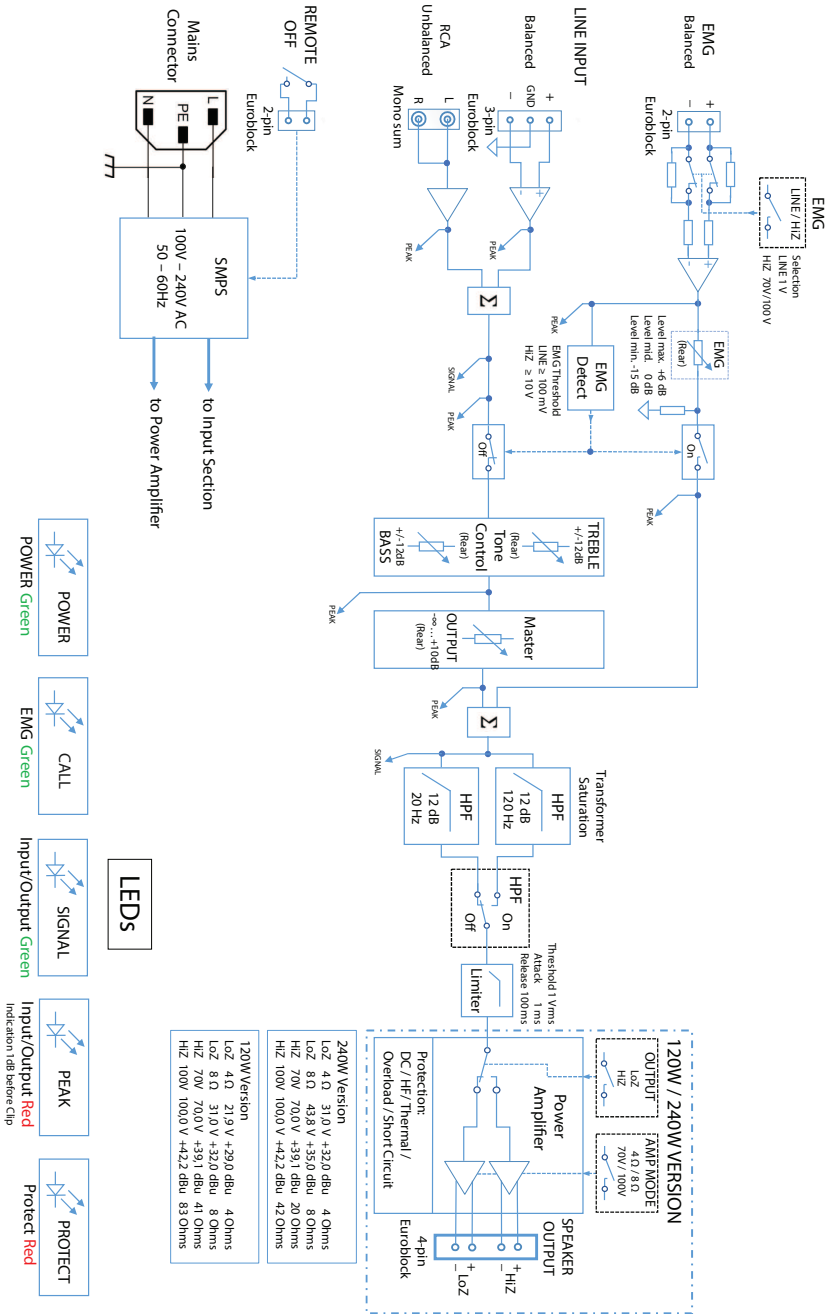 EMG
Balanced
+
−
2-pin
Euroblock
EMG
LINE / HiZ
Selection
LINE 1 V
HiZ 70V/100 V
+
-
EMG
(Rear)
Level max. +6 dB
Level mid. 0 dB
Level min. -15 dB
On
PEAK
PEAK
EMG
Detect
EMG Threshold
LINE ≥ 100 mV
HiZ ≥ 10 V
LINE INPUT
Balanced
+
GND
−
3-pin
Euroblock
+
-
PEAK
RCA
Unbalanced
L
R
Mono sum
PEAK
Σ
SIGNAL
PEAK
Off
TREBLE
+/-12dB
(Rear)
Tone
Control
(Rear)
+/-12dB
BASS
PEAK
Master
OUTPUT
-∞ ... +10dB
(Rear)
PEAK
Σ
SIGNAL
Transformer
Saturation
HPF
12 dB
120 Hz
HPF
12 dB
20 Hz
HPF
On
Off
Threshold 1 Vrms
Attack 1 ms
Release 100 ms
Limiter
120W / 240W VERSION
OUTPUT
LoZ
HiZ
AMP MODE
4 Ω / 8 Ω
70V / 100V
Power
Amplifier
Protection:
DC / HF / Thermal /
Overload / Short Circuit
SPEAKER
OUTPUT
+
HiZ
−
+
LoZ
−
4-pin
Euroblock
240W Version
LoZ 4 Ω 31,0 V +32,0 dBu 4 Ohms
LoZ 8 Ω 43,8 V +35,0 dBu 8 Ohms
HiZ 70V 70,0 V +39,1 dBu 20 Ohms
HiZ 100V 100,0 V +42,2 dBu 42 Ohms
120W Version
LoZ 4 Ω 21,9 V +29,0 dBu 4 Ohms
LoZ 8 Ω 31,0 V +32,0 dBu 8 Ohms
HiZ 70V 70,0 V +39,1 dBu 41 Ohms
HiZ 100V 100,0 V +42,2 dBu 83 Ohms
REMOTE
OFF
2-pin
Euroblock
Mains
Connector
L
PE
N
SMPS
100V – 240V AC
50 – 60Hz
to Input Section
to Power Amplifier
LEDs
POWER
POWER Green
CALL
EMG Green
SIGNAL
Input/Output Green
PEAK
Input/Output Red
Indication 1dB before Clip
PROTECT
Protect Red